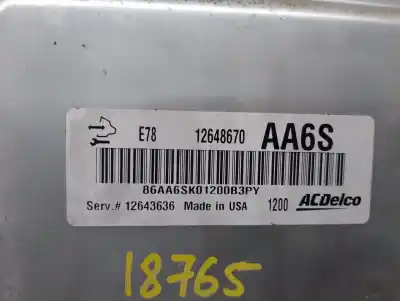 E78 12648670 AA6S
86AA6SK01200B3PY
Serv.# 12643636 Made in USA 1200 ACDelco
18765